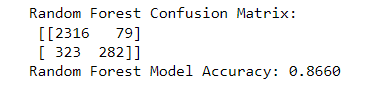 Random Forest Confusion Matrix:
[[2316 79]
[ 323 282]]
Random Forest Model Accuracy: 0.8660